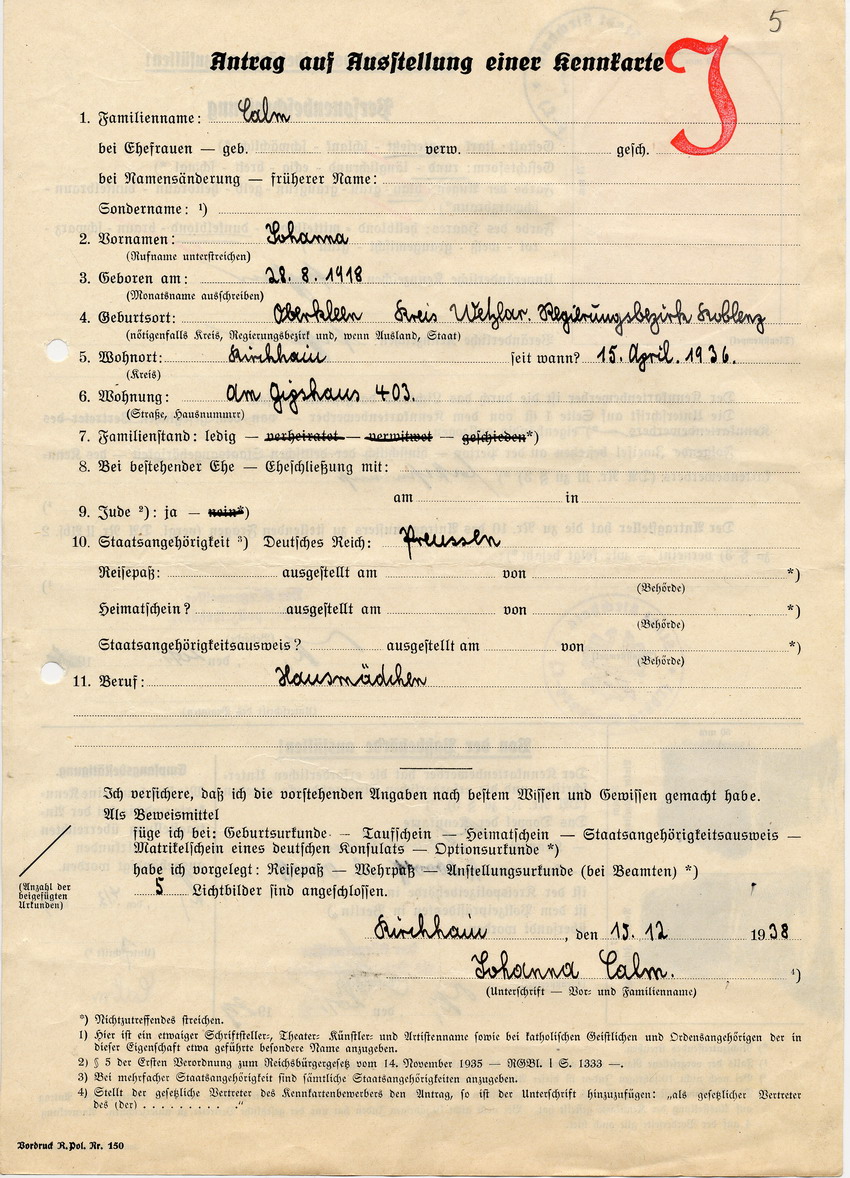 5
Antrag auf Ausstellung einer Kennkarte
J
1. Familienname: Calm
bei Ehefrauen — geb. verw. gesch.
bei Namensänderung — früherer Name:
Sondername: ¹)
2. Vornamen: Johanna
(Rufname unterstreichen)
3. Geboren am: 28. 8. 1918
(Monatsname ausschreiben)
4. Geburtsort: Oberkleen Kreis Wetzlar. Regierungsbezirk Koblenz
(nötigenfalls Kreis, Regierungsbezirk und, wenn Ausland, Staat)
5. Wohnort: Kirchhain seit wann? 15. April. 1936.
(Kreis)
6. Wohnung: Am 403.
(Straße, Hausnummer)
7. Familienstand: ledig — verheiratet — verwitwet — geschieden*)
8. Bei bestehender Ehe — Eheschließung mit:
am in
9. Jude ²): ja — nein*)
10. Staatsangehörigkeit ³) Deutsches Reich: Preussen
Reisepaß: ausgestellt am von *)
(Behörde)
Heimatschein? ausgestellt am von *)
(Behörde)
Staatsangehörigkeitsausweis? ausgestellt am von *)
(Behörde)
11. Beruf: Hausmädchen
Ich versichere, daß ich die vorstehenden Angaben nach bestem Wissen und Gewissen gemacht habe.
Als Beweismittel
füge ich bei: Geburtsurkunde — Taufschein — Heimatschein — Staatsangehörigkeitsausweis —
Matrikelschein eines deutschen Konsulats — Optionsurkunde *)
habe ich vorgelegt: Reisepaß — Wehrpaß — Anstellungsurkunde (bei Beamten) *)
(Anzahl der
beigefügten
Urkunden)
5 Lichtbilder sind angeschlossen.
Kirchhain, den 15. 12 1938
Johanna Calm. ⁴)
(Unterschrift — Vor- und Familienname)
*) Nichtzutreffendes streichen.
1) Hier ist ein etwaiger Schriftsteller-, Theater- Künstler- und Artistenname sowie bei katholischen Geistlichen und Ordensangehörigen der in
dieser Eigenschaft etwa geführte besondere Name anzugeben.
2) § 5 der Ersten Verordnung zum Reichsbürgergesetz vom 14. November 1935 — RGBl. I S. 1333 —.
3) Bei mehrfacher Staatsangehörigkeit sind sämtliche Staatsangehörigkeiten anzugeben.
4) Stellt der gesetzliche Vertreter des Kennkartenbewerbers den Antrag, so ist der Unterschrift hinzuzufügen: „als gesetzlicher Vertreter
des (der) . . . . . . . . ."
Vordruck R.Pol. Nr. 150